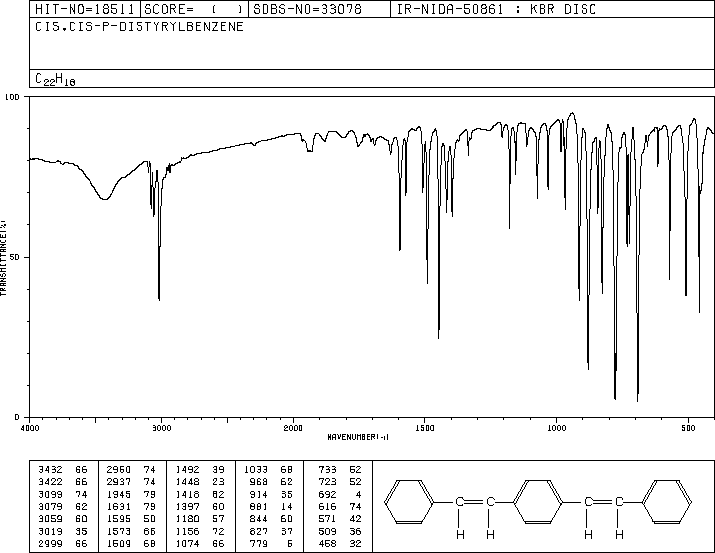 HIT-NO=18511 SCORE= ( ) SDBS-NO=33078 IR-NIDA-50861 : KBR DISC
CIS,CIS-P-DISTYRYLBENZENE
C22H18
100
50
0
TRANSMITTANCE(%)
4000 3000 2000 1500 1000 500
WAVENUMBER(-1)
3432 66 2960 74 1492 39 1033 68 733 52
3422 66 2937 74 1448 23 968 62 723 52
3099 74 1945 79 1418 62 914 35 692 4
3079 62 1631 79 1397 60 881 14 616 74
3059 60 1595 50 1180 57 844 60 571 42
3019 35 1573 66 1156 72 827 37 509 36
2999 66 1509 68 1074 66 779 5 458 32
C C C C
H H H H